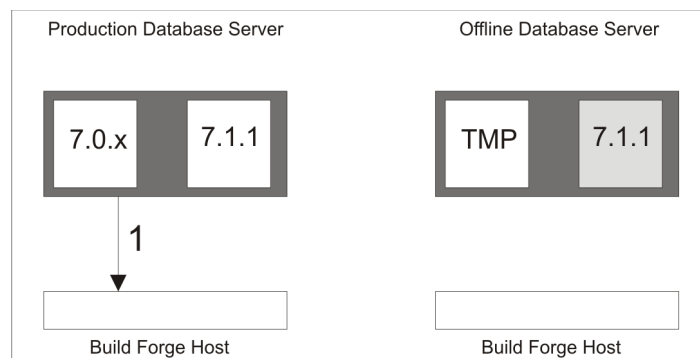 Production Database Server
Offline Database Server
7.0.x
7.1.1
TMP
7.1.1
1
Build Forge Host
Build Forge Host